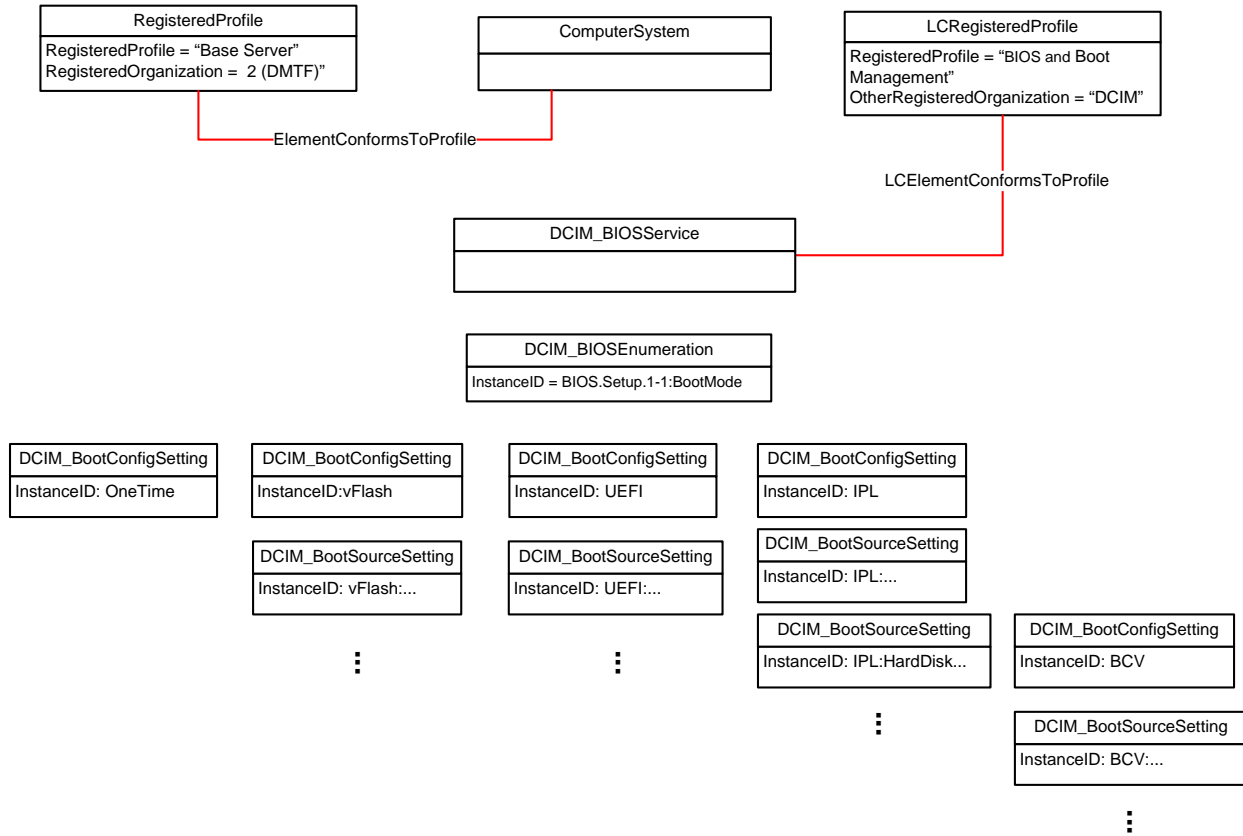 RegisteredProfile
RegisteredProfile = “Base Server”
RegisteredOrganization =  2 (DMTF)”
ComputerSystem
LCRegisteredProfile
RegisteredProfile = “BIOS and Boot
Management”
OtherRegisteredOrganization = “DCIM”
ElementConformsToProfile
LCElementConformsToProfile
DCIM_BIOSService
DCIM_BIOSEnumeration
InstanceID = BIOS.Setup.1-1:BootMode
DCIM_BootConfigSetting
InstanceID: OneTime
DCIM_BootConfigSetting
InstanceID:vFlash
DCIM_BootConfigSetting
InstanceID: UEFI
DCIM_BootConfigSetting
InstanceID: IPL
DCIM_BootSourceSetting
InstanceID: vFlash:...
DCIM_BootSourceSetting
InstanceID: UEFI:...
DCIM_BootSourceSetting
InstanceID: IPL:...
DCIM_BootSourceSetting
InstanceID: IPL:HardDisk...
DCIM_BootConfigSetting
InstanceID: BCV
DCIM_BootSourceSetting
InstanceID: BCV:...